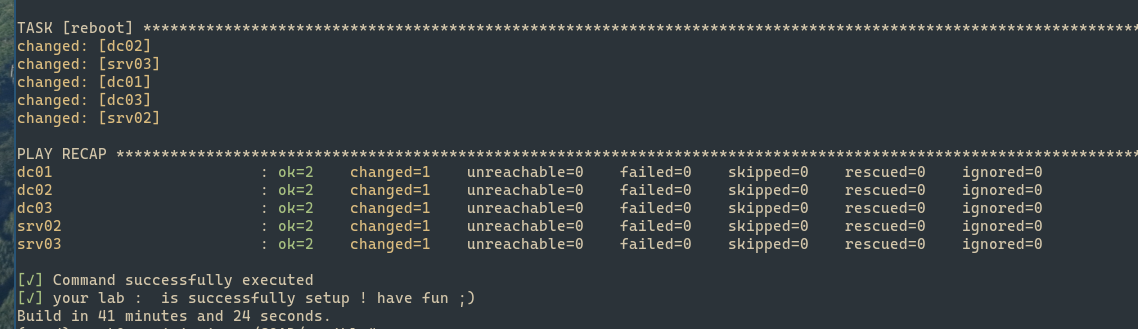 TASK [reboot] ****************************************************************************************************************
changed: [dc02]
changed: [srv03]
changed: [dc01]
changed: [dc03]
changed: [srv02]
PLAY RECAP *******************************************************************************************************************
dc01                       : ok=2    changed=1    unreachable=0    failed=0    skipped=0    rescued=0    ignored=0
dc02                       : ok=2    changed=1    unreachable=0    failed=0    skipped=0    rescued=0    ignored=0
dc03                       : ok=2    changed=1    unreachable=0    failed=0    skipped=0    rescued=0    ignored=0
srv02                      : ok=2    changed=1    unreachable=0    failed=0    skipped=0    rescued=0    ignored=0
srv03                      : ok=2    changed=1    unreachable=0    failed=0    skipped=0    rescued=0    ignored=0
[✓] Command successfully executed
[✓] your lab :  is successfully setup ! have fun ;)
Build in 41 minutes and 24 seconds.